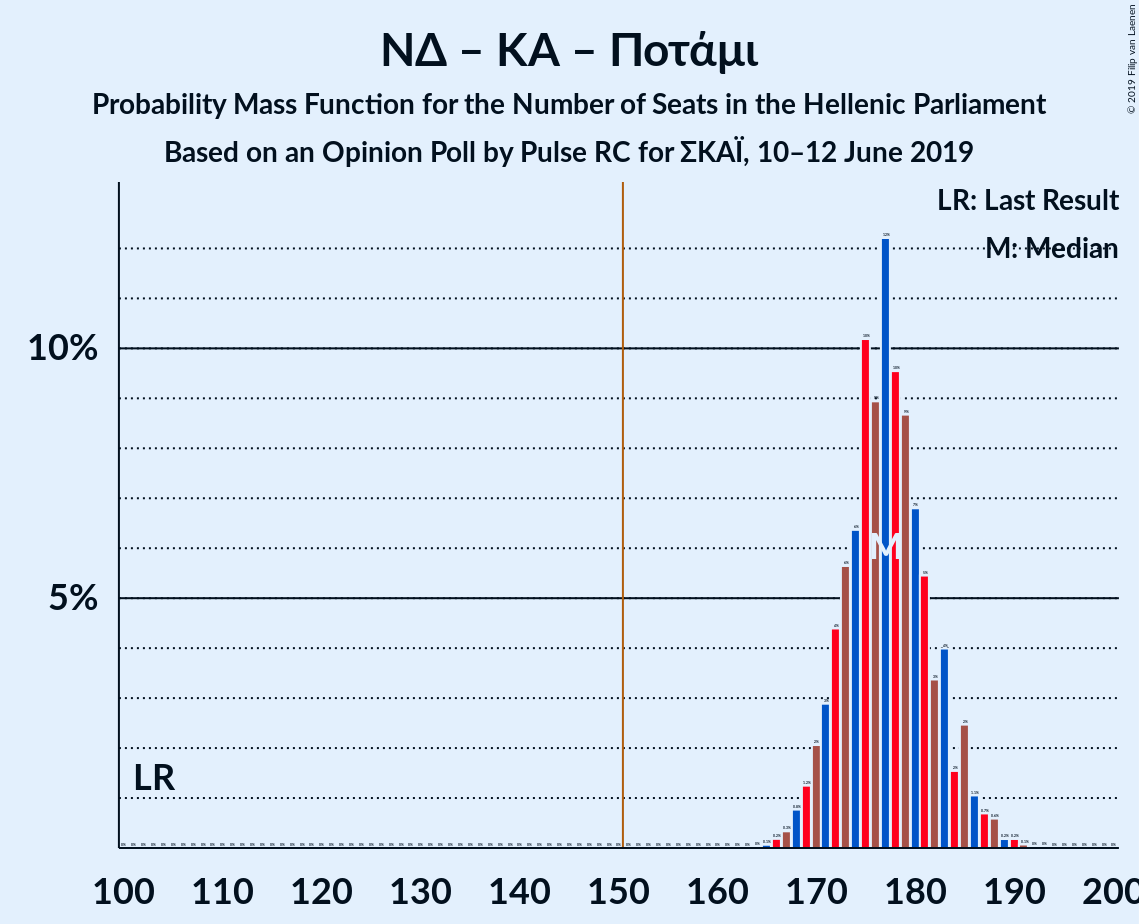 ΝΔ – ΚΑ – Ποτάμι
Probability Mass Function for the Number of Seats in the Hellenic Parliament
Based on an Opinion Poll by Pulse RC for ΣΚΑΪ, 10–12 June 2019
© 2019 Filip van Laenen
LR: Last Result
M: Median
10%
5%
LR
M
100 110 120 130 140 150 160 170 180 190 200